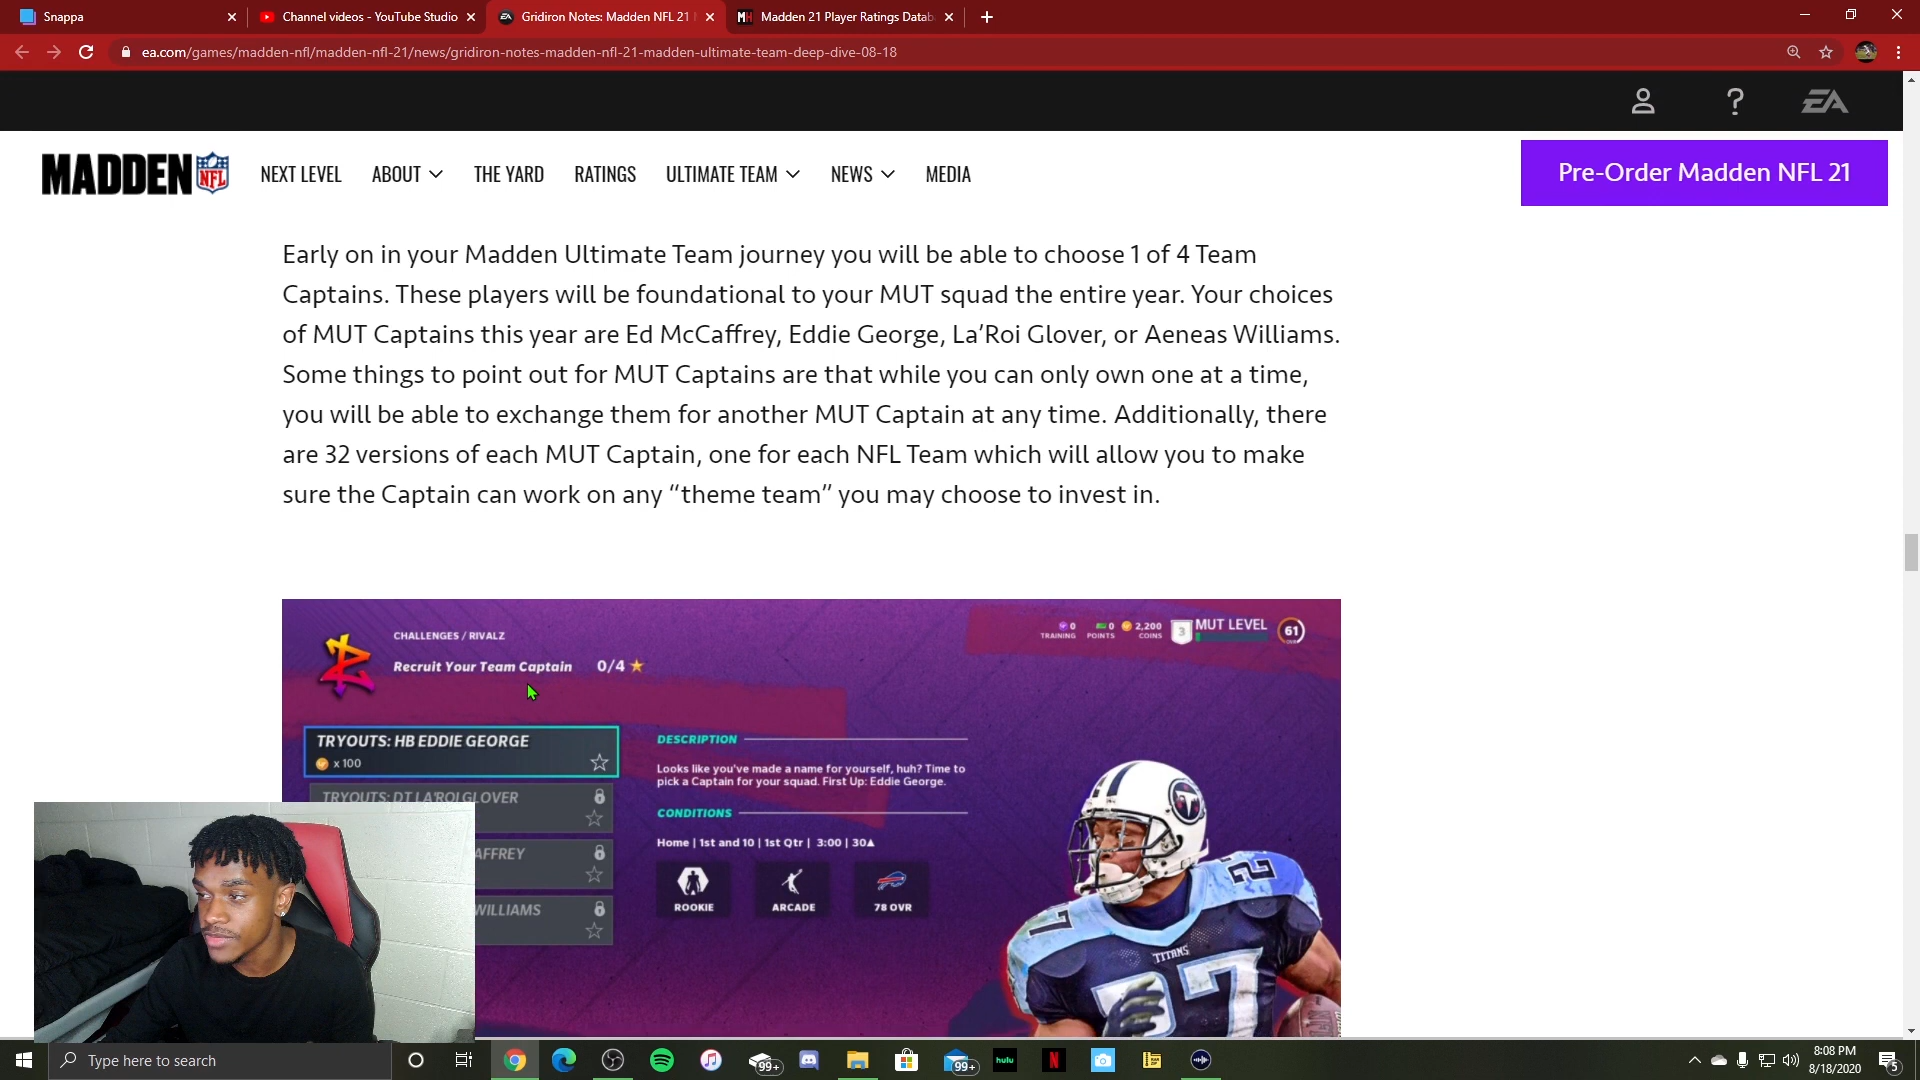 Snappa
Channel videos - YouTube Studio
Gridiron Notes: Madden NFL 21
Madden 21 Player Ratings Datab
ea.com/games/madden-nfl/madden-nfl-21/news/gridiron-notes-madden-nfl-21-madden-ultimate-team-deep-dive-08-18
EA
MADDEN NFL
NEXT LEVEL
ABOUT
THE YARD
RATINGS
ULTIMATE TEAM
NEWS
MEDIA
Pre-Order Madden NFL 21
Early on in your Madden Ultimate Team journey you will be able to choose 1 of 4 Team
Captains. These players will be foundational to your MUT squad the entire year. Your choices
of MUT Captains this year are Ed McCaffrey, Eddie George, La’Roi Glover, or Aeneas Williams.
Some things to point out for MUT Captains are that while you can only own one at a time,
you will be able to exchange them for another MUT Captain at any time. Additionally, there
are 32 versions of each MUT Captain, one for each NFL Team which will allow you to make
sure the Captain can work on any “theme team” you may choose to invest in.
CHALLENGES / RIVALZ
Recruit Your Team Captain 0/4
0 TRAINING
0 POINTS
2,200 COINS
3 MUT LEVEL
61 OVR
TRYOUTS: HB EDDIE GEORGE
x 100
TRYOUTS: DT LA'ROI GLOVER
AFFREY
WILLIAMS
DESCRIPTION
Looks like you've made a name for yourself, huh? Time to
pick a Captain for your squad. First Up: Eddie George.
CONDITIONS
Home | 1st and 10 | 1st Qtr | 3:00 | 30▲
ROOKIE
ARCADE
78 OVR
27
TITANS
27
Type here to search
99+
99+
hulu
N
8:08 PM
8/18/2020
5